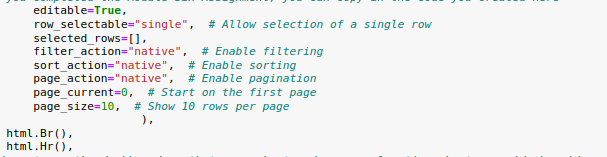 editable=True,
row_selectable="single",  # Allow selection of a single row
selected_rows=[],
filter_action="native",  # Enable filtering
sort_action="native",  # Enable sorting
page_action="native",  # Enable pagination
page_current=0,  # Start on the first page
page_size=10,  # Show 10 rows per page
),
html.Br(),
html.Hr(),